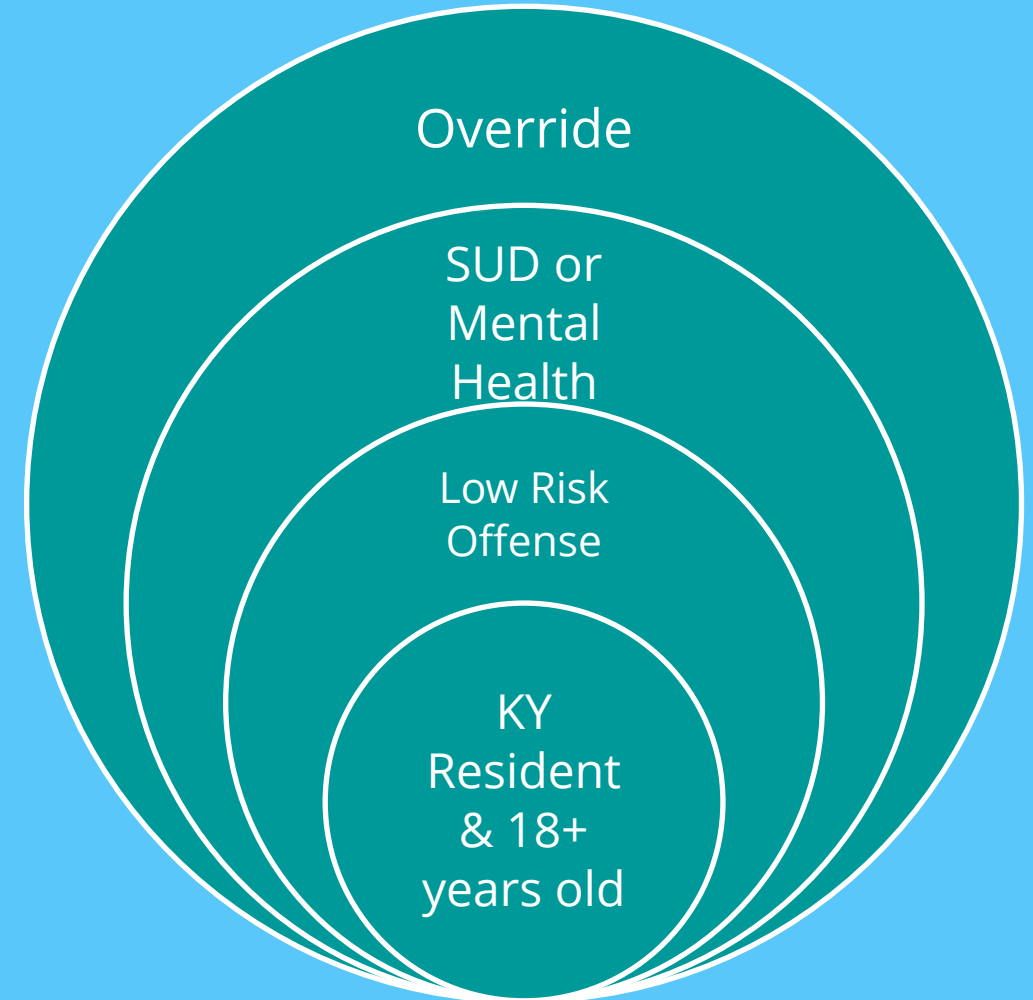 Override
SUD or
Mental
Health
Low Risk
Offense
KY
Resident
& 18+
years old